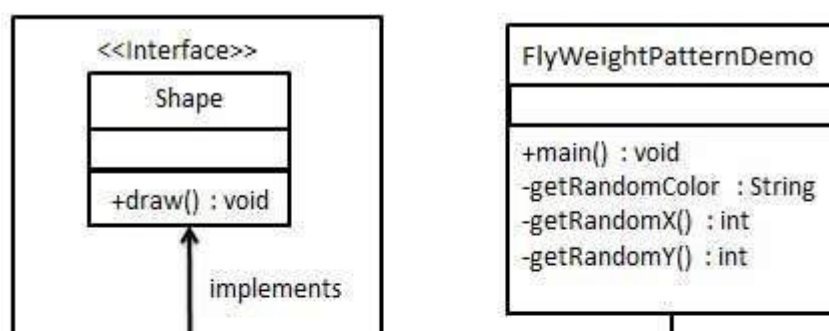 <<Interface>>
Shape
+draw() : void
implements
FlyWeightPatternDemo
+main() : void
-getRandomColor : String
-getRandomX() : int
-getRandomY() : int